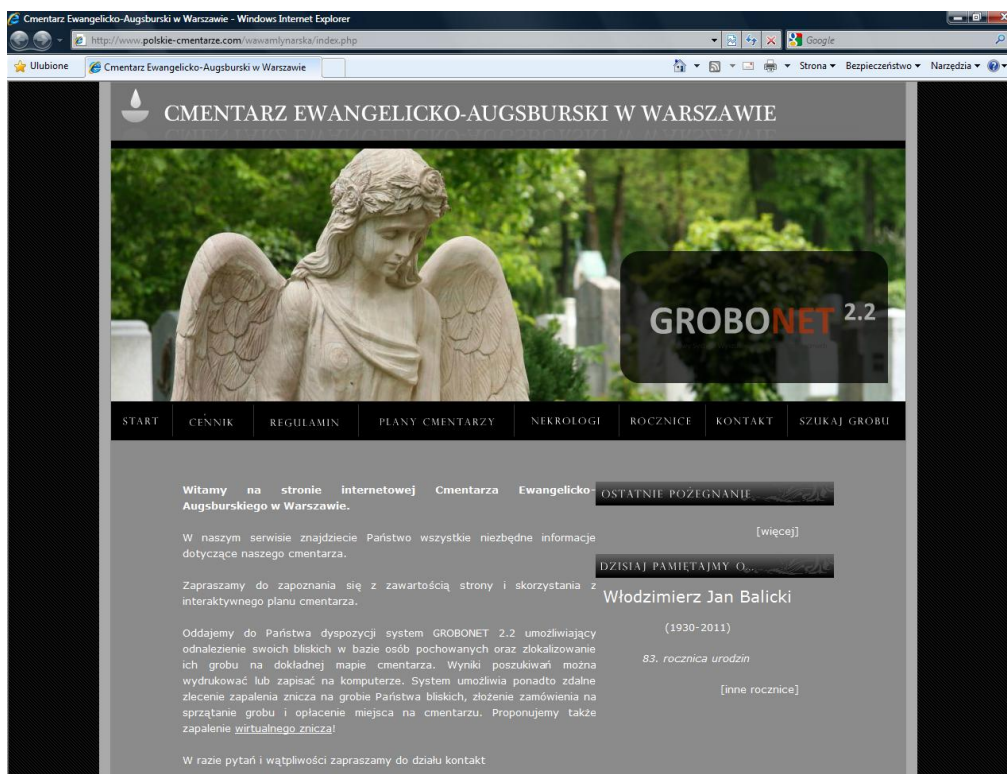 Cmentarz Ewangelicko-Augsburski w Warszawie - Windows Internet Explorer
http://www.polskie-cmentarze.com/wawamlynarska/index.php
Google
Ulubione
Cmentarz Ewangelicko-Augsburski w Warszawie
Strona
Bezpieczeństwo
Narzędzia
CMENTARZ EWANGELICKO-AUGSBURSKI W WARSZAWIE
GROBONET 2.2
START
CENNIK
REGULAMIN
PLANY CMENTARZY
NEKROLOGI
ROCZNICE
KONTAKT
SZUKAJ GROBU
Witamy na stronie internetowej Cmentarza Ewangelicko-
Augsburskiego w Warszawie.
W naszym serwisie znajdziecie Państwo wszystkie niezbędne informacje
dotyczące naszego cmentarza.
Zapraszamy do zapoznania się z zawartością strony i skorzystania z
interaktywnego planu cmentarza.
Oddajemy do Państwa dyspozycji system GROBONET 2.2 umożliwiający
odnalezienie swoich bliskich w bazie osób pochowanych oraz zlokalizowanie
ich grobu na dokładnej mapie cmentarza. Wyniki poszukiwań można
wydrukować lub zapisać na komputerze. System umożliwia ponadto zdalne
zlecenie zapalenia znicza na grobie Państwa bliskich, złożenie zamówienia na
sprzątanie grobu i opłacenie miejsca na cmentarzu. Proponujemy także
zapalenie wirtualnego znicza!
W razie pytań i wątpliwości zapraszamy do działu kontakt
OSTATNIE POŻEGNANIE
[więcej]
DZISIAJ PAMIĘTAJMY O...
Włodzimierz Jan Balicki
(1930-2011)
83. rocznica urodzin
[inne rocznice]